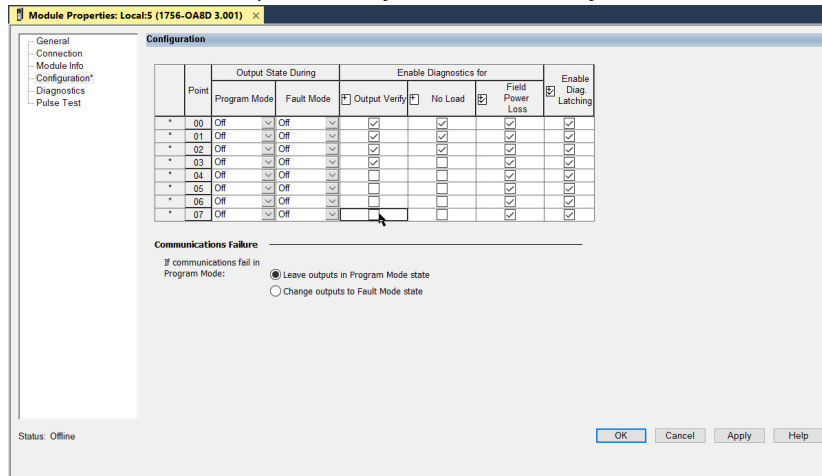 Module Properties: Local:5 (1756-OA8D 3.001) ×
General
Connection
Module Info
Configuration*
Diagnostics
Pulse Test
Configuration
Point
Output State During
Enable Diagnostics for
Enable Diag. Latching
Program Mode
Fault Mode
Output Verify
No Load
Field Power Loss
* 00 Off Off
* 01 Off Off
* 02 Off Off
* 03 Off Off
* 04 Off Off
* 05 Off Off
* 06 Off Off
* 07 Off Off
Communications Failure
If communications fail in
Program Mode:
Leave outputs in Program Mode state
Change outputs to Fault Mode state
Status: Offline
OK Cancel Apply Help